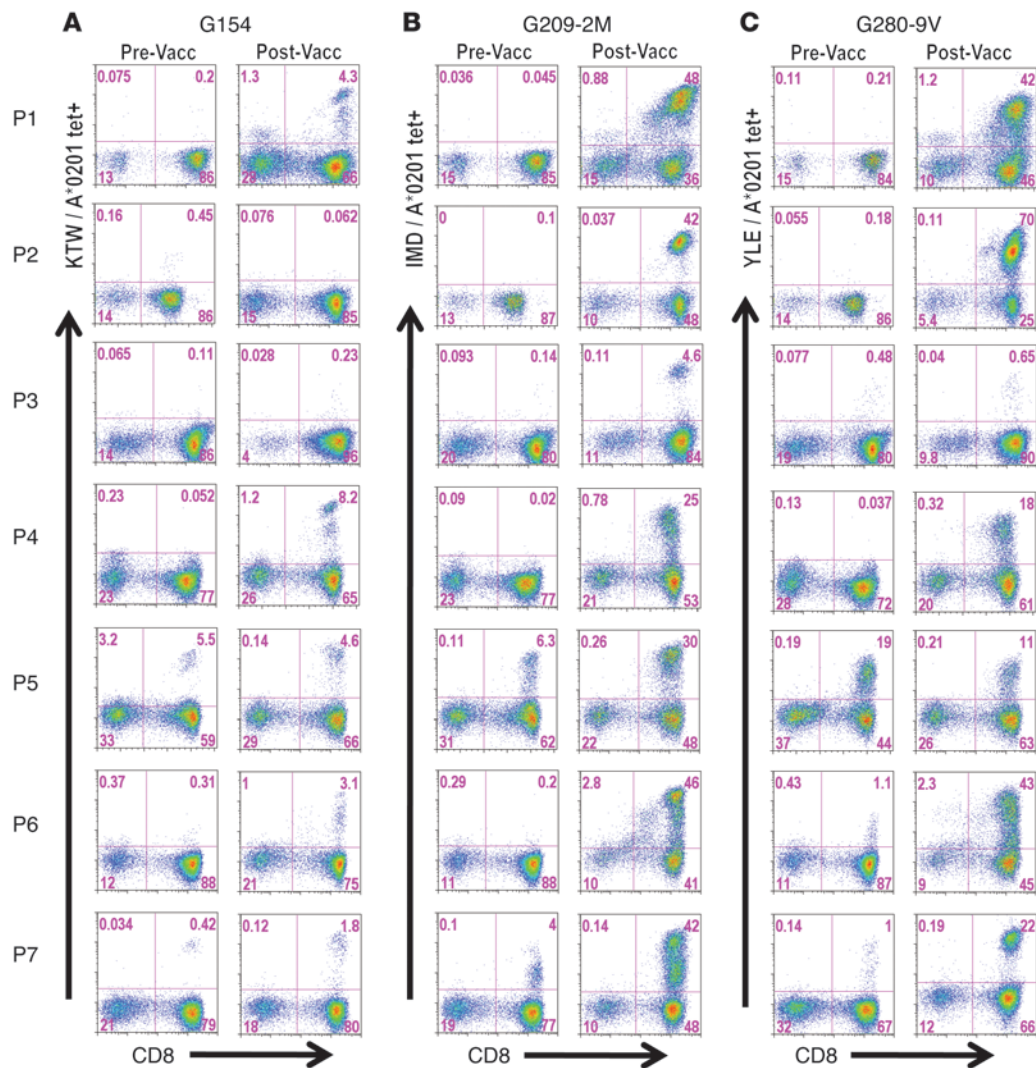 A G154 B G209-2M C G280-9V
Pre-Vacc Post-Vacc Pre-Vacc Post-Vacc Pre-Vacc Post-Vacc
KTW / A*0201 tet+
IMD / A*0201 tet+
YLE / A*0201 tet+
P1
0.075 0.2 1.3 4.3 0.036 0.045 0.88 48 0.11 0.21 1.2 42
13 86 28 66 15 85 15 36 15 84 10 46
P2
0.16 0.45 0.076 0.062 0 0.1 0.037 42 0.055 0.18 0.11 70
14 86 15 85 13 87 10 48 14 86 5.4 25
P3
0.065 0.11 0.028 0.23 0.093 0.14 0.11 4.6 0.077 0.48 0.04 0.65
14 86 4 96 20 80 11 84 19 80 9.8 90
P4
0.23 0.052 1.2 8.2 0.09 0.02 0.78 25 0.13 0.037 0.32 18
23 77 26 65 23 77 21 53 28 72 20 61
P5
3.2 5.5 0.14 4.6 0.11 6.3 0.26 30 0.19 19 0.21 11
33 59 29 66 31 62 22 48 37 44 26 63
P6
0.37 0.31 1 3.1 0.29 0.2 2.8 46 0.43 1.1 2.3 43
12 88 21 75 11 88 10 41 11 87 9 45
P7
0.034 0.42 0.12 1.8 0.1 4 0.14 42 0.14 1 0.19 22
21 79 18 80 19 77 10 48 32 67 12 66
CD8 CD8 CD8